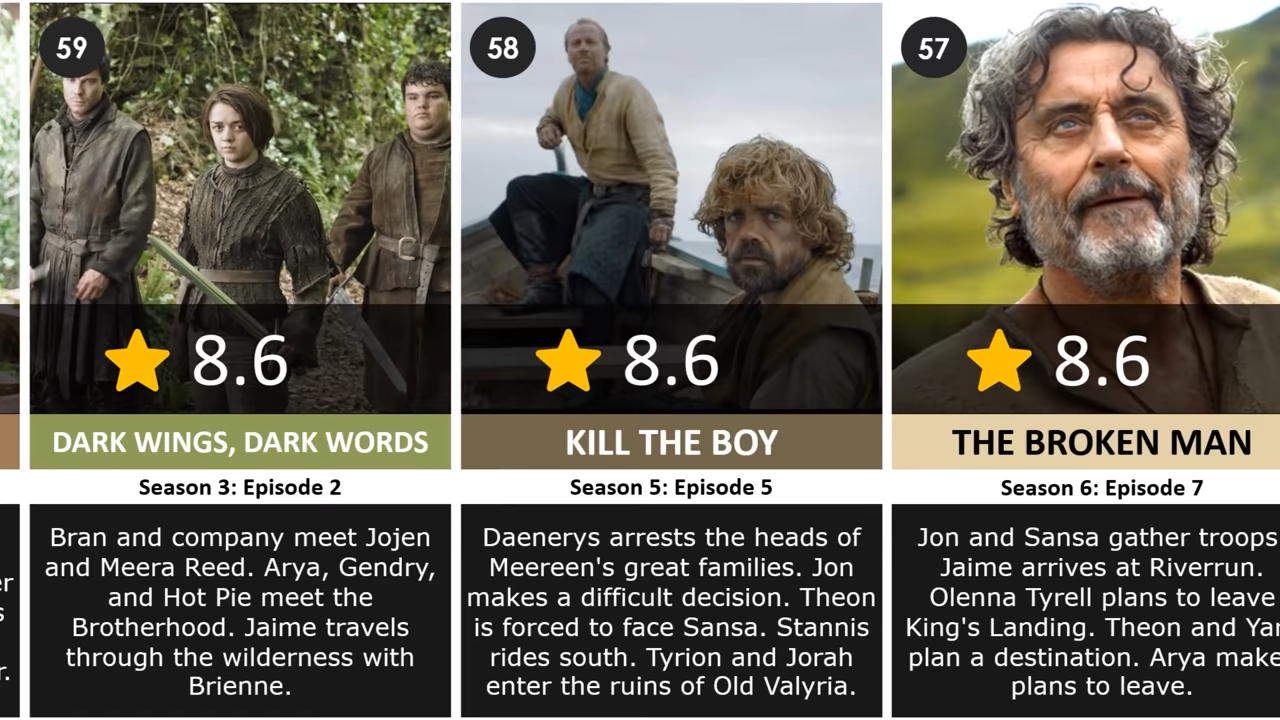 59
8.6
DARK WINGS, DARK WORDS
Season 3: Episode 2
Bran and company meet Jojen
and Meera Reed. Arya, Gendry,
and Hot Pie meet the
Brotherhood. Jaime travels
through the wilderness with
Brienne.
58
8.6
KILL THE BOY
Season 5: Episode 5
Daenerys arrests the heads of
Meereen's great families. Jon
makes a difficult decision. Theon
is forced to face Sansa. Stannis
rides south. Tyrion and Jorah
enter the ruins of Old Valyria.
57
8.6
THE BROKEN MAN
Season 6: Episode 7
Jon and Sansa gather troops
Jaime arrives at Riverrun.
Olenna Tyrell plans to leave
King's Landing. Theon and
plan a destination. Arya
plans to leave.